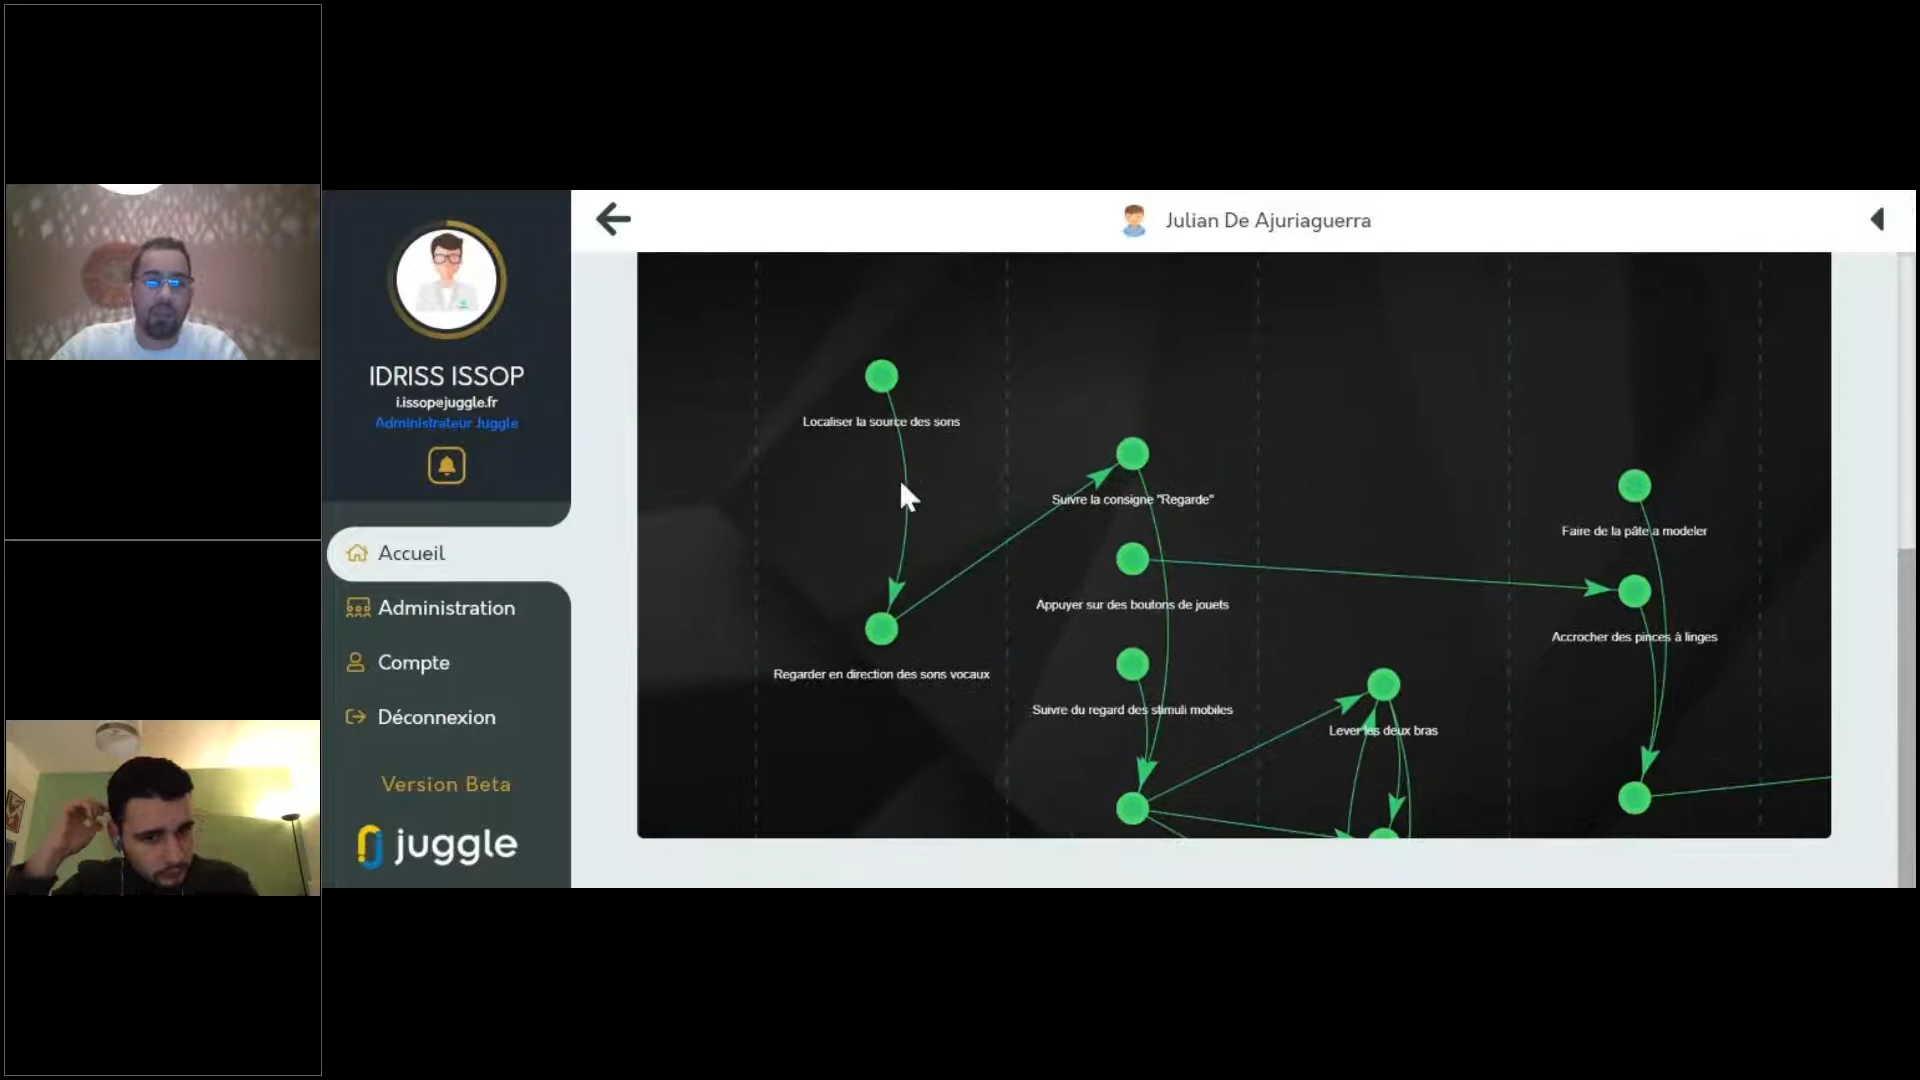 IDRISS ISSOP
i.issop@juggle.fr
Administrateur Juggle
Accueil
Administration
Compte
Déconnexion
Version Beta
juggle
Julian De Ajuriaguerra
Localiser la source des sons
Suivre la consigne "Regarde"
Faire de la pâte a modeler
Appuyer sur des boutons de jouets
Accrocher des pinces à linges
Regarder en direction des sons vocaux
Suivre du regard des stimuli mobiles
Lever les deux bras